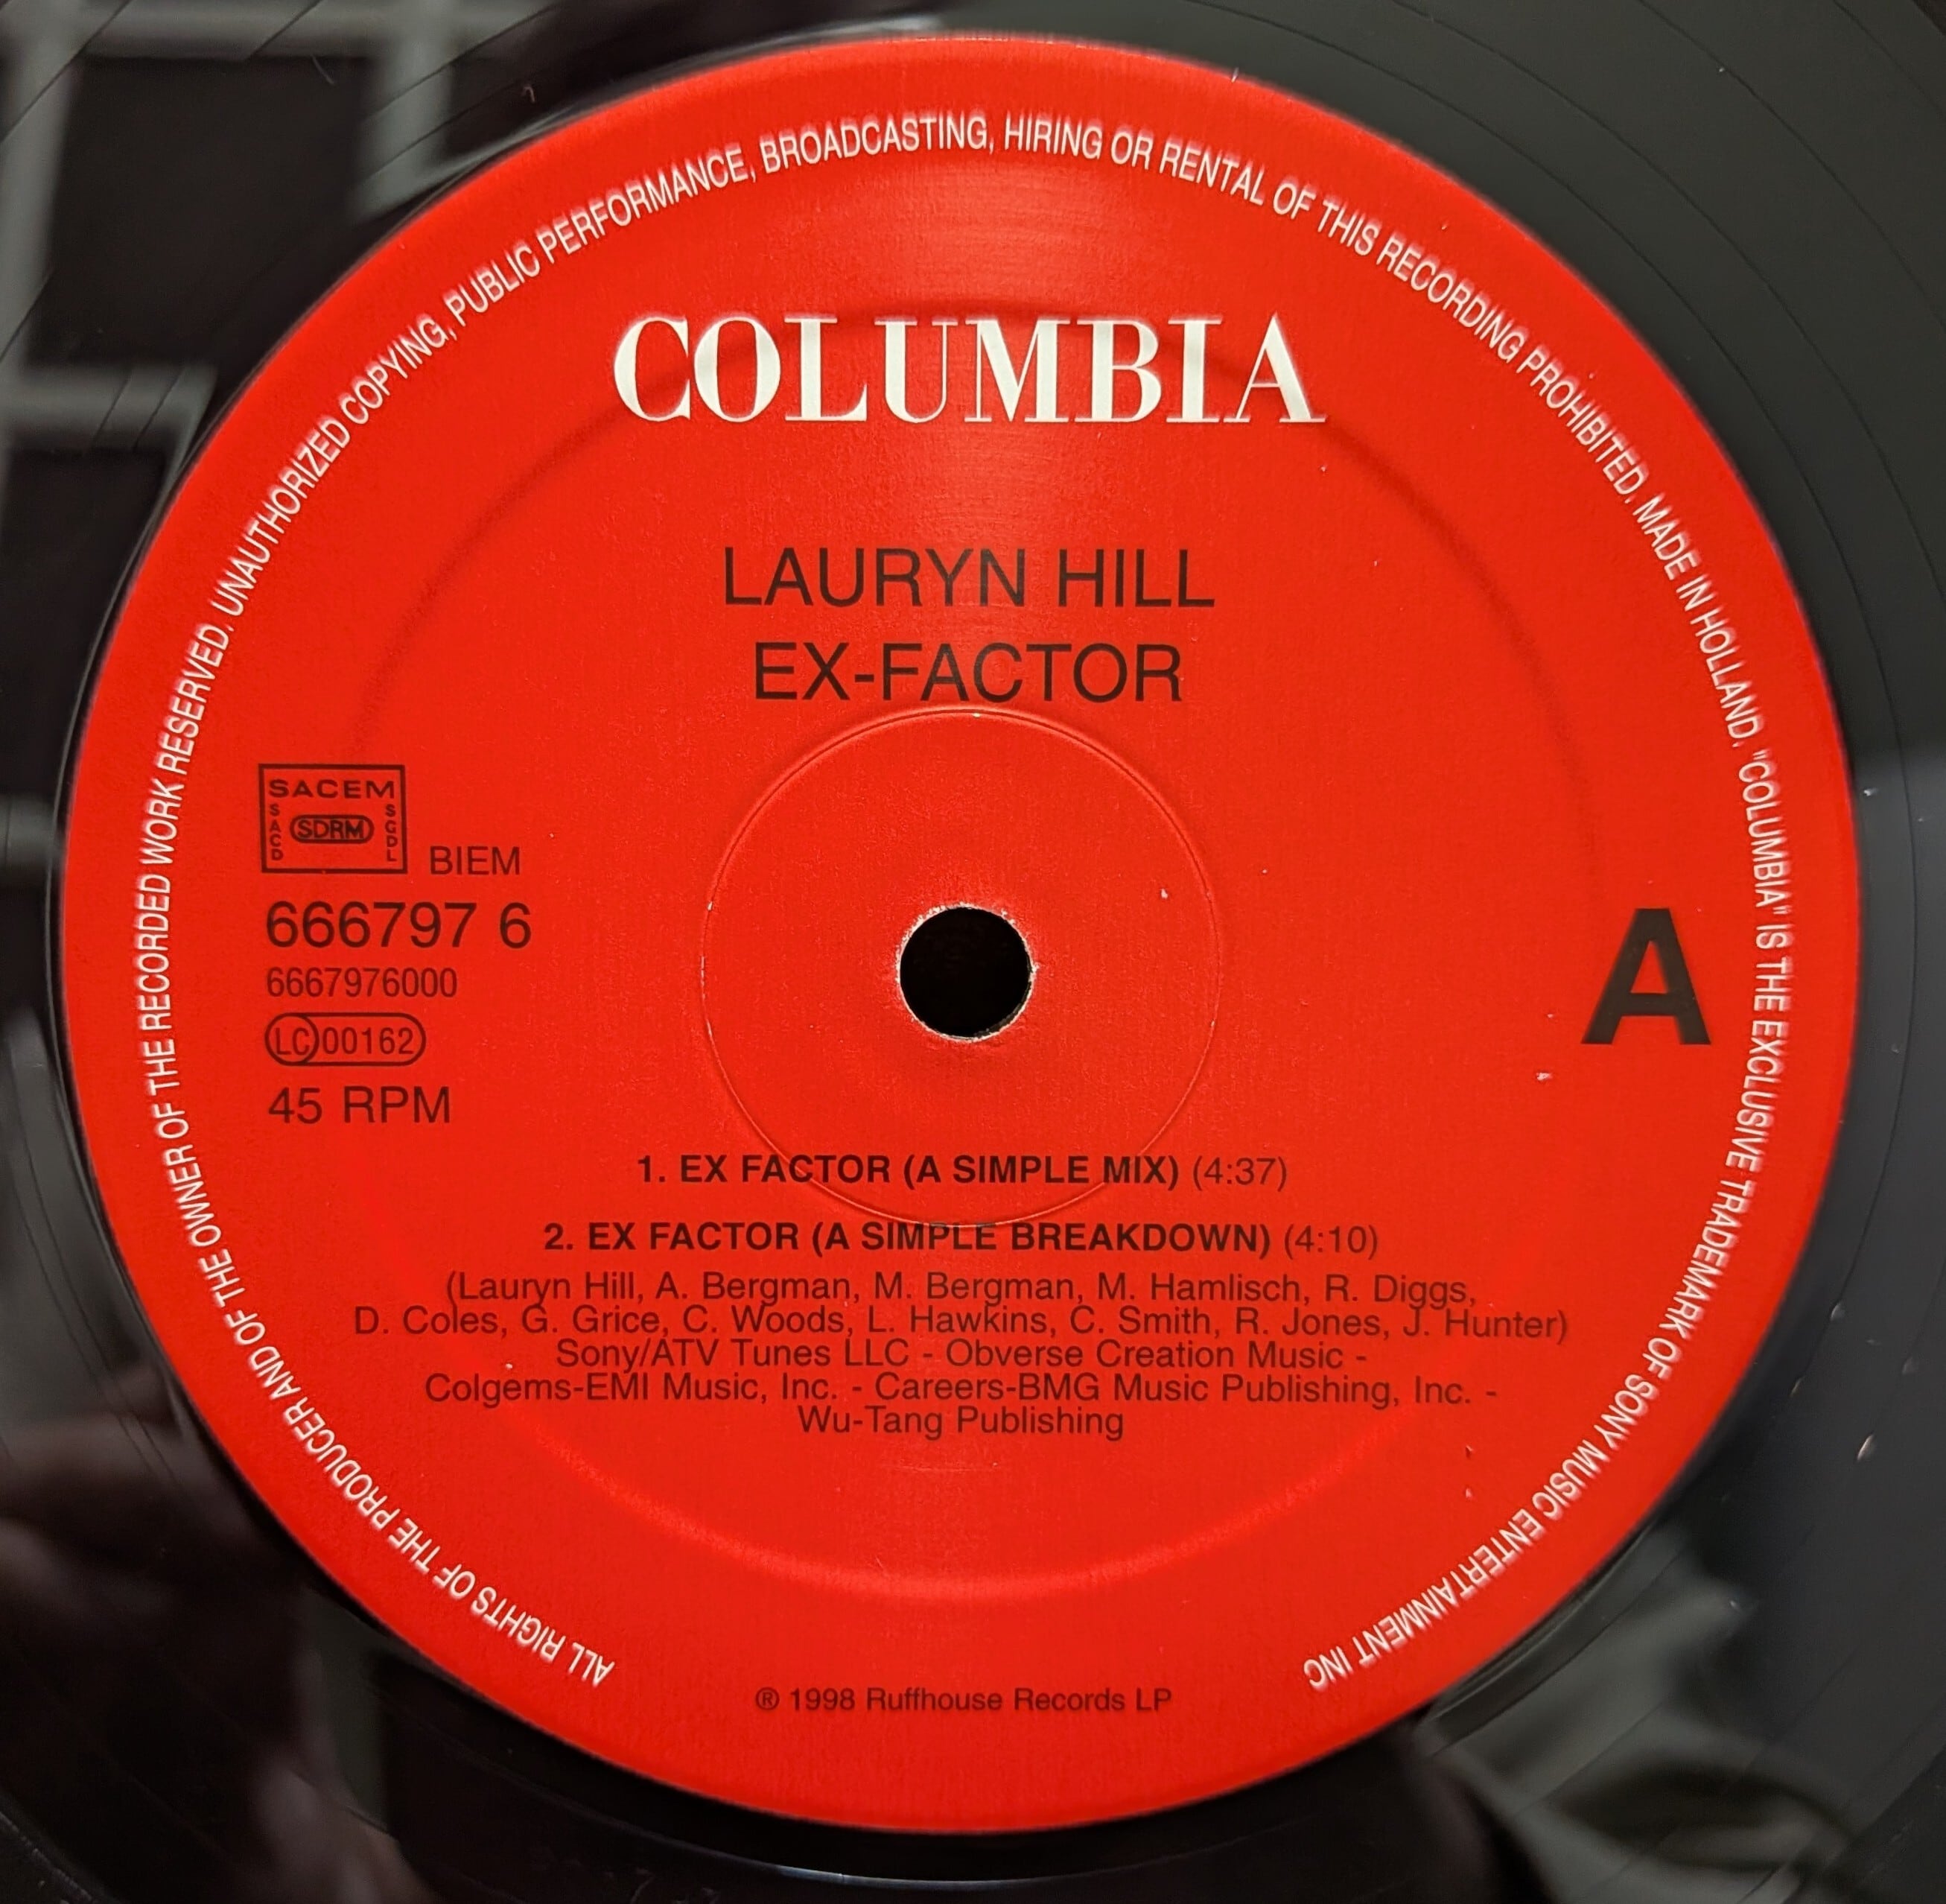 ALL RIGHTS OF THE PRODUCER AND OF THE OWNER OF THE RECORDED WORK RESERVED. UNAUTHORIZED COPYING, PUBLIC PERFORMANCE, BROADCASTING, HIRING OR RENTAL OF THIS RECORDING PROHIBITED. MADE IN HOLLAND. "COLUMBIA" IS THE EXCLUSIVE TRADEMARK OF SONY MUSIC ENTERTAINMENT INC
COLUMBIA
LAURYN HILL
EX-FACTOR
SACEM
SACD
SDRM
SGDL
BIEM
666797 6
6667976000
LC 00162
45 RPM
A
1. EX FACTOR (A SIMPLE MIX) (4:37)
2. EX FACTOR (A SIMPLE BREAKDOWN) (4:10)
(Lauryn Hill, A. Bergman, M. Bergman, M. Hamlisch, R. Diggs,
D. Coles, G. Grice, C. Woods, L. Hawkins, C. Smith, R. Jones, J. Hunter)
Sony/ATV Tunes LLC - Obverse Creation Music -
Colgems-EMI Music, Inc. - Careers-BMG Music Publishing, Inc. -
Wu-Tang Publishing
® 1998 Ruffhouse Records LP